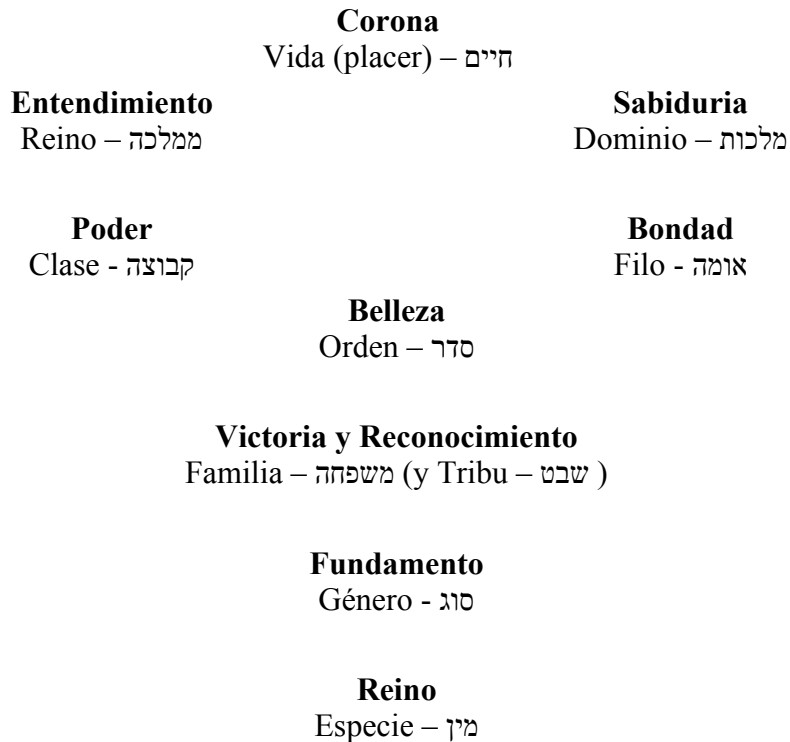 Corona
Vida (placer) – חיים
Entendimiento Sabiduria
Reino – ממלכה Dominio – מלכות
Poder Bondad
Clase - קבוצה Filo - אומה
Belleza
Orden – סדר
Victoria y Reconocimiento
Familia – משפחה (y Tribu – שבט )
Fundamento
Género - סוג
Reino
Especie – מין